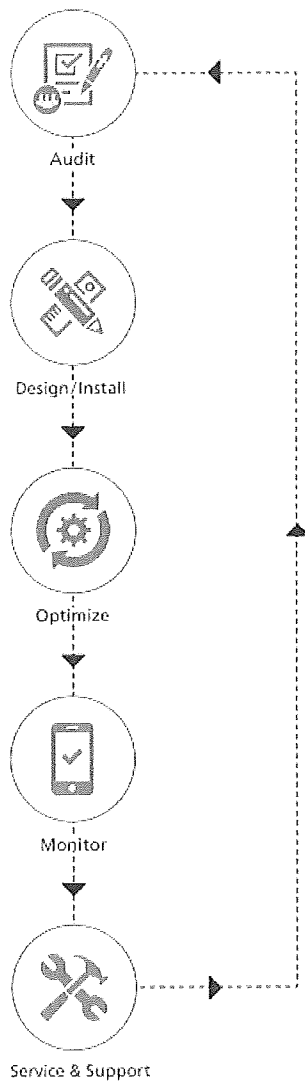 Audit
Design/Install
Optimize
Monitor
Service & Support